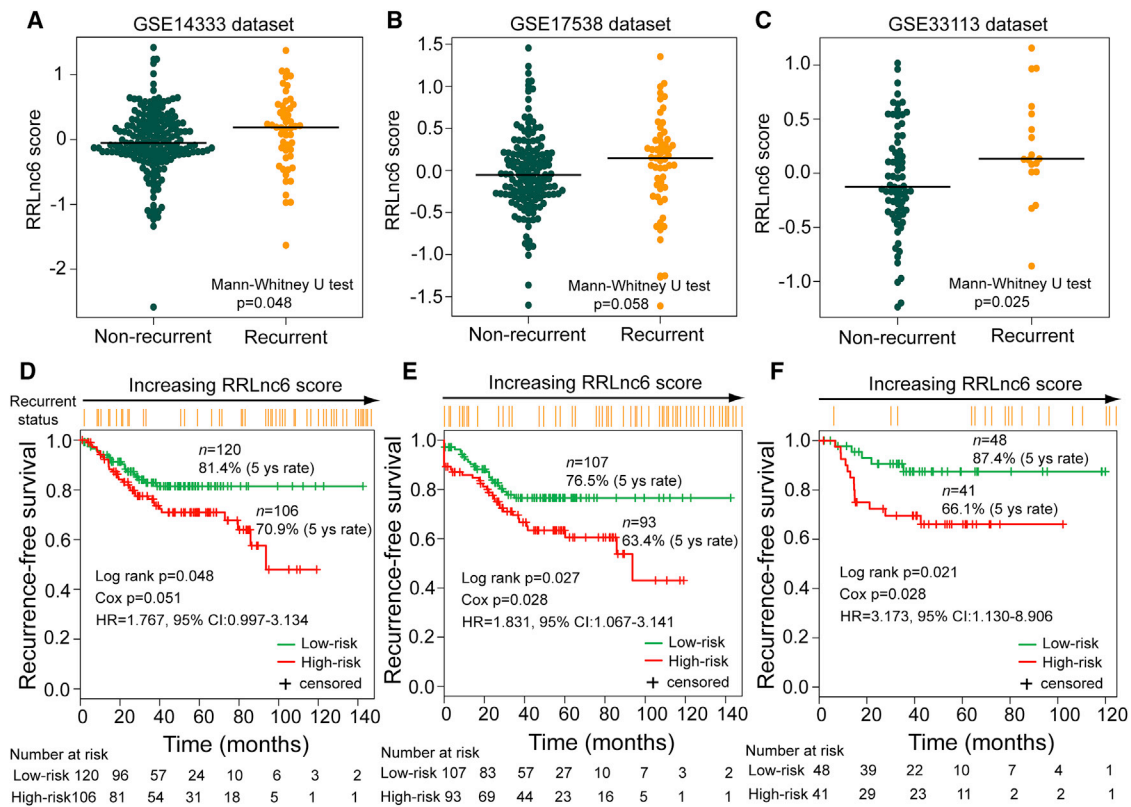 A
GSE14333 dataset
RRLnc6 score
1
0
-1
-2
Mann-Whitney U test
p=0.048
Non-recurrent
Recurrent
B
GSE17538 dataset
RRLnc6 score
1.5
1.0
0.5
0.0
-0.5
-1.0
-1.5
Mann-Whitney U test
p=0.058
Non-recurrent
Recurrent
C
GSE33113 dataset
RRLnc6 score
1.0
0.5
0.0
-0.5
-1.0
Mann-Whitney U test
p=0.025
Non-recurrent
Recurrent
D
Increasing RRLnc6 score
Recurrent
status
Recurrence-free survival
1.0
0.8
0.6
0.4
0.2
0.0
n=120
81.4% (5 ys rate)
n=106
70.9% (5 ys rate)
Log rank p=0.048
Cox p=0.051
HR=1.767, 95% CI:0.997-3.134
Low-risk
High-risk
censored
0 20 40 60 80 100 120 140
Time (months)
Number at risk
Low-risk 120 96 57 24 10 6 3 2
High-risk 106 81 54 31 18 5 1 1
E
Increasing RRLnc6 score
Recurrence-free survival
1.0
0.8
0.6
0.4
0.2
0.0
n=107
76.5% (5 ys rate)
n=93
63.4% (5 ys rate)
Log rank p=0.027
Cox p=0.028
HR=1.831, 95% CI:1.067-3.141
Low-risk
High-risk
censored
0 20 40 60 80 100 120 140
Time (months)
Number at risk
Low-risk 107 83 57 27 10 7 3 2
High-risk 93 69 44 23 16 5 1 1
F
Increasing RRLnc6 score
Recurrence-free survival
1.0
0.8
0.6
0.4
0.2
0.0
n=48
87.4% (5 ys rate)
n=41
66.1% (5 ys rate)
Log rank p=0.021
Cox p=0.028
HR=3.173, 95% CI:1.130-8.906
Low-risk
High-risk
censored
0 20 40 60 80 100 120
Time (months)
Number at risk
Low-risk 48 39 22 10 7 4 1
High-risk 41 29 23 11 2 2 1